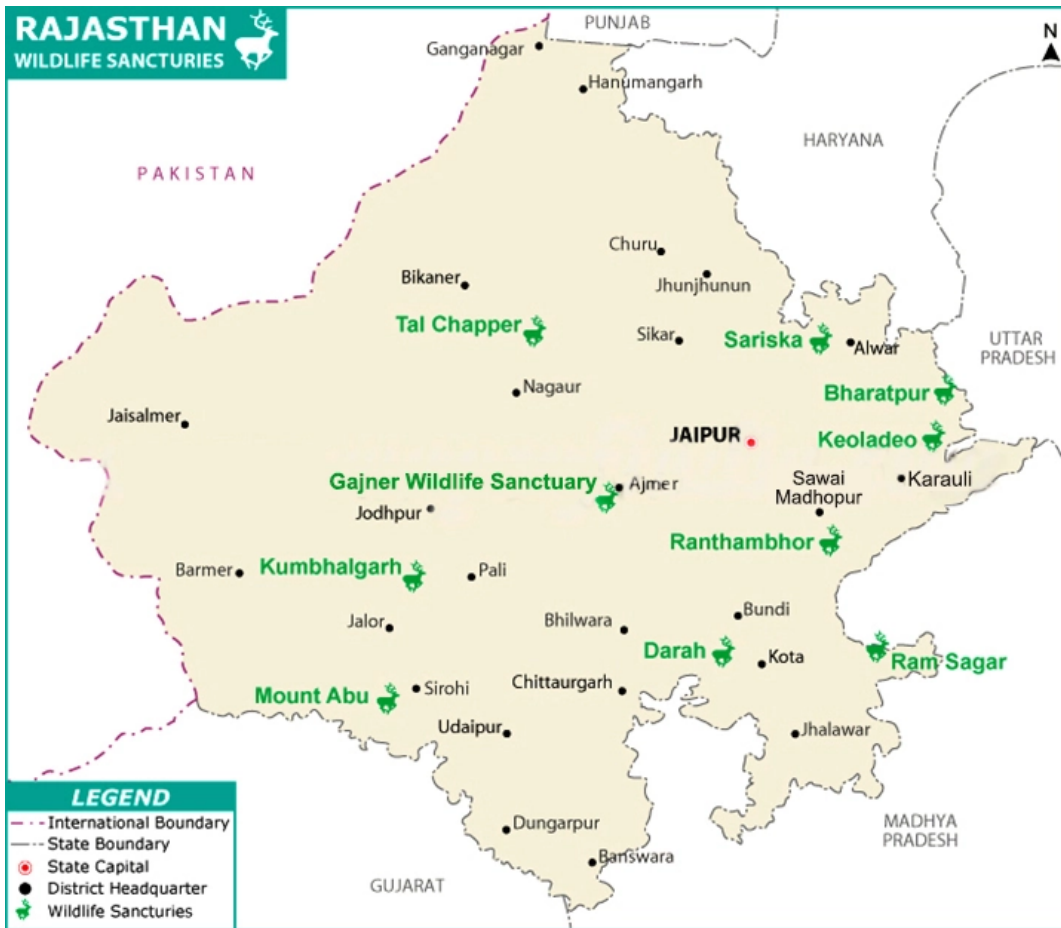 RAJASTHAN
WILDLIFE SANCTURIES
PUNJAB
N
Ganganagar
Hanumangarh
HARYANA
PAKISTAN
Churu
Bikaner
Jhunjhunun
Tal Chapper
Sikar
Sariska
Alwar
UTTAR
PRADESH
Nagaur
Bharatpur
Jaisalmer
JAIPUR
Keoladeo
Gajner Wildlife Sanctuary
Ajmer
Sawai
Madhopur
Karauli
Jodhpur
Ranthambhor
Barmer
Kumbhalgarh
Pali
Jalor
Bhilwara
Bundi
Darah
Kota
Ram Sagar
Mount Abu
Sirohi
Chittaurgarh
Udaipur
Jhalawar
LEGEND
International Boundary
State Boundary
State Capital
District Headquarter
Wildlife Sancturies
Dungarpur
Banswara
GUJARAT
MADHYA
PRADESH